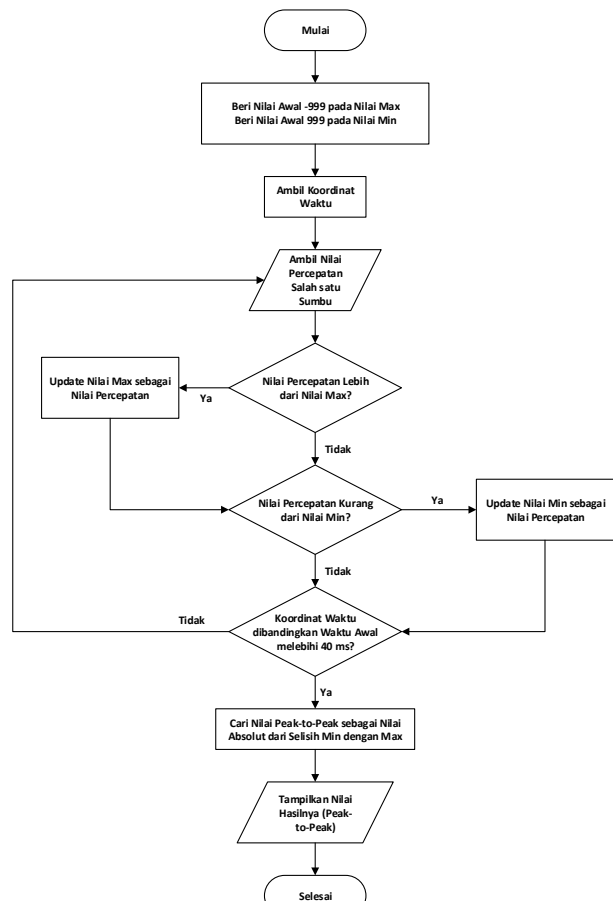 Mulai
Beri Nilai Awal -999 pada Nilai Max
Beri Nilai Awal 999 pada Nilai Min
Ambil Koordinat
Waktu
Ambil Nilai
Percepatan
Salah satu
Sumbu
Nilai Percepatan Lebih
dari Nilai Max?
Ya
Update Nilai Max sebagai
Nilai Percepatan
Tidak
Nilai Percepatan Kurang
dari Nilai Min?
Ya
Update Nilai Min sebagai
Nilai Percepatan
Tidak
Koordinat Waktu
dibandingkan Waktu Awal
melebihi 40 ms?
Tidak
Ya
Cari Nilai Peak-to-Peak sebagai Nilai
Absolut dari Selisih Min dengan Max
Tampilkan Nilai
Hasilnya (Peak-
to-Peak)
Selesai